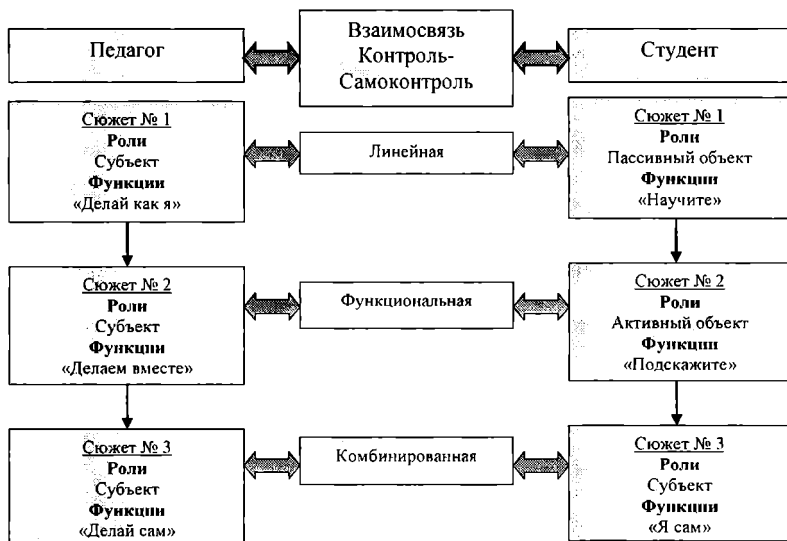 Педагог
Взаимосвязь
Контроль-
Самоконтроль
Студент
Сюжет № 1
Роли
Субъект
Функции
«Делай как я»
Линейная
Сюжет № 1
Роли
Пассивный объект
Функции
«Научите»
Сюжет № 2
Роли
Субъект
Функции
«Делаем вместе»
Функциональная
Сюжет № 2
Роли
Активный объект
Функции
«Подскажите»
Сюжет № 3
Роли
Субъект
Функции
«Делай сам»
Комбинированная
Сюжет № 3
Роли
Субъект
Функции
«Я сам»